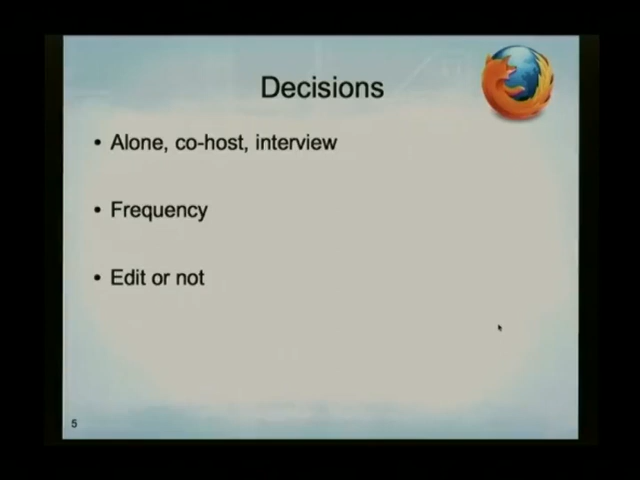 Decisions
• Alone, co-host, interview
• Frequency
• Edit or not
5